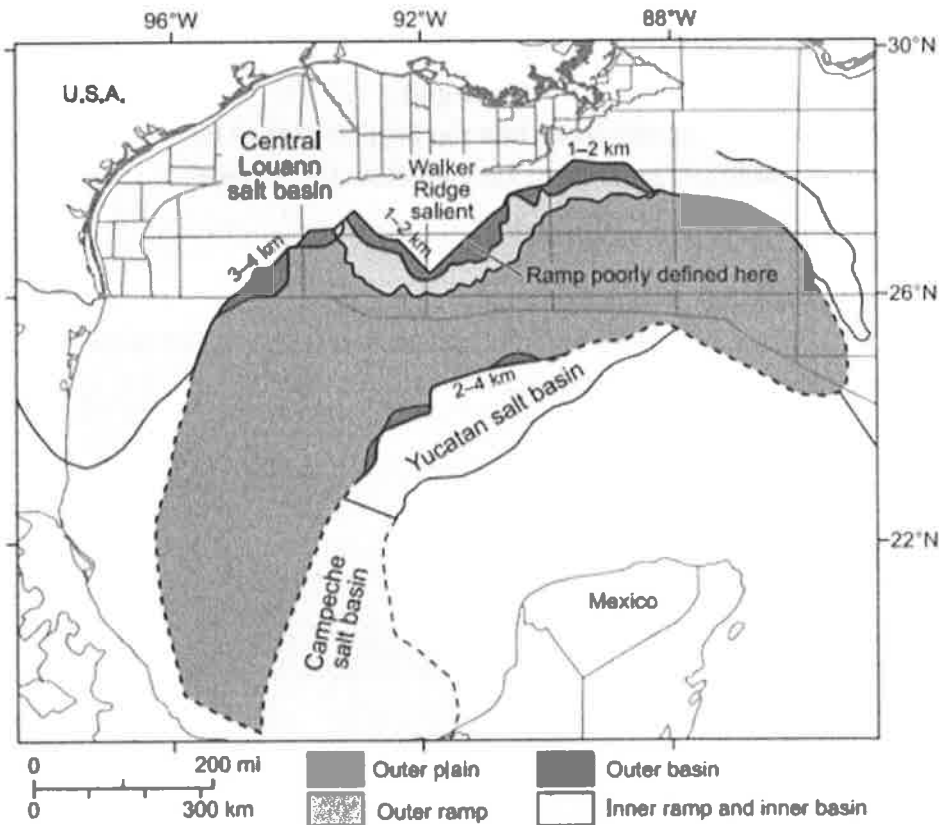 96°W 92°W 88°W
30°N
U.S.A.
Central
Louann
salt basin
Walker
Ridge
salient
1–2 km
1–2 km
3–4 km
Ramp poorly defined here
26°N
2–4 km
Yucatan salt basin
22°N
Campeche
salt basin
Mexico
0 200 mi
0 300 km
Outer plain
Outer basin
Outer ramp
Inner ramp and inner basin